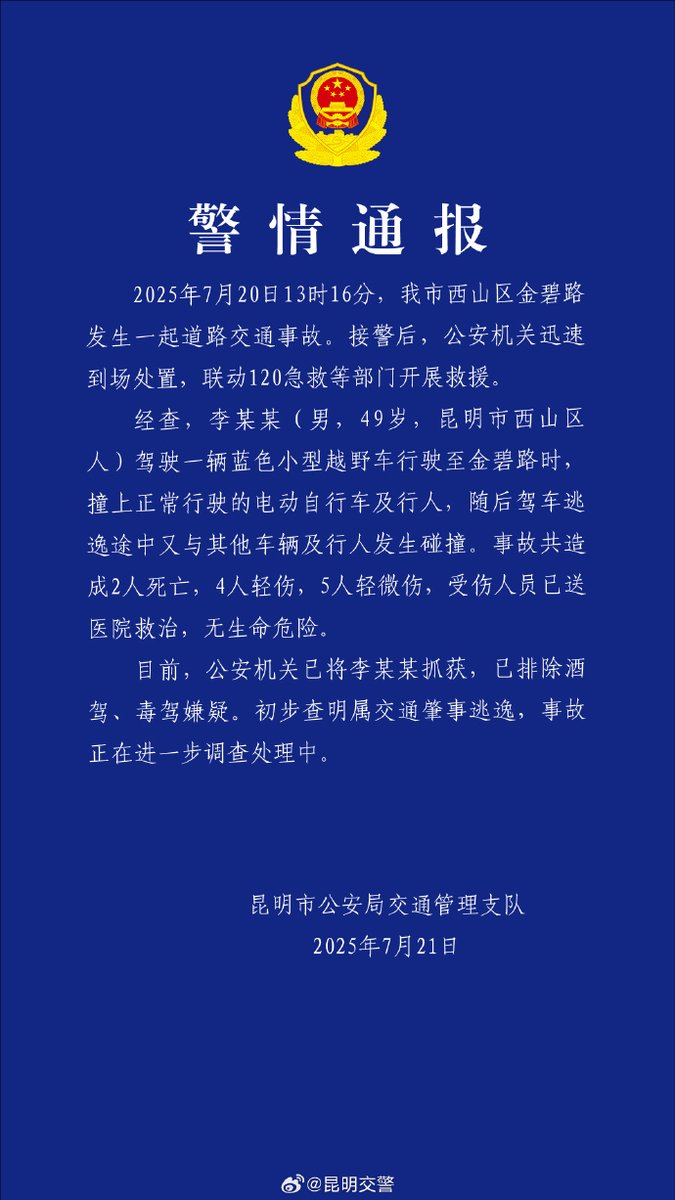 警情通报
2025年7月20日13时16分，我市西山区金碧路
发生一起道路交通事故。接警后，公安机关迅速
到场处置，联动120急救等部门开展救援。
经查，李某某（男，49岁，昆明市西山区
人）驾驶一辆蓝色小型越野车行驶至金碧路时，
撞上正常行驶的电动自行车及行人，随后驾车逃
逸途中又与其他车辆及行人发生碰撞。事故共造
成2人死亡，4人轻伤，5人轻微伤，受伤人员已送
医院救治，无生命危险。
目前，公安机关已将李某某抓获，已排除酒
驾、毒驾嫌疑。初步查明属交通肇事逃逸，事故
正在进一步调查处理中。
昆明市公安局交通管理支队
2025年7月21日
@昆明交警